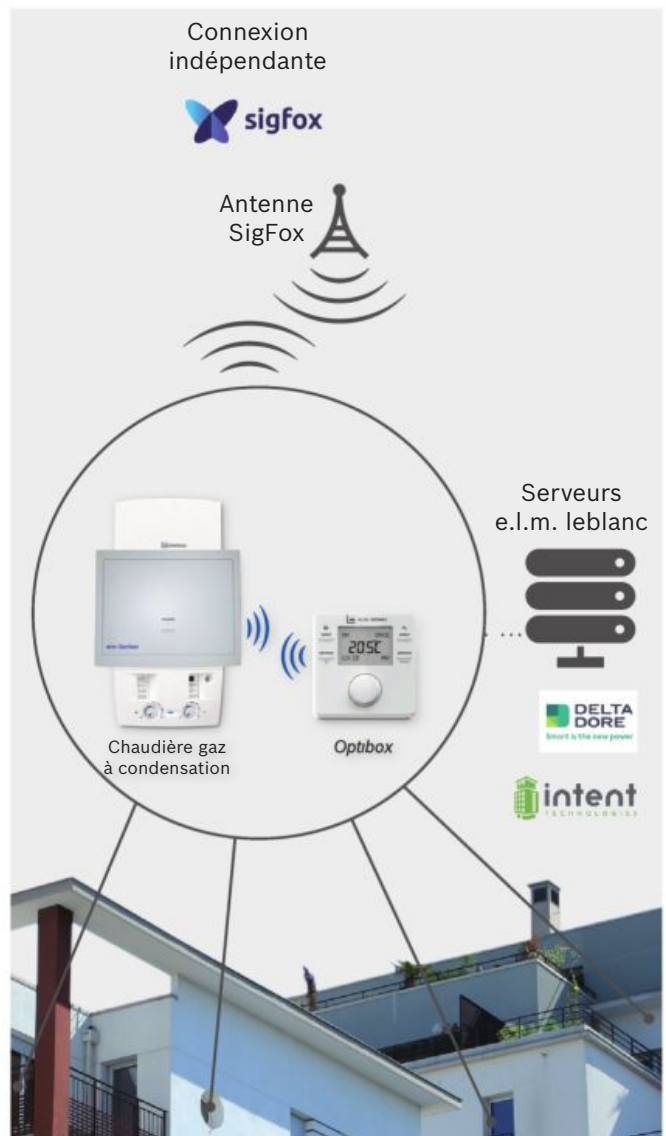 Connexion
indépendante
sigfox
Antenne
SigFox
Serveurs
e.l.m. leblanc
20.5C
DELTA
DORE
Smart is the new power
intent
TECHNOLOGIES
Chaudière gaz
à condensation
Optibox